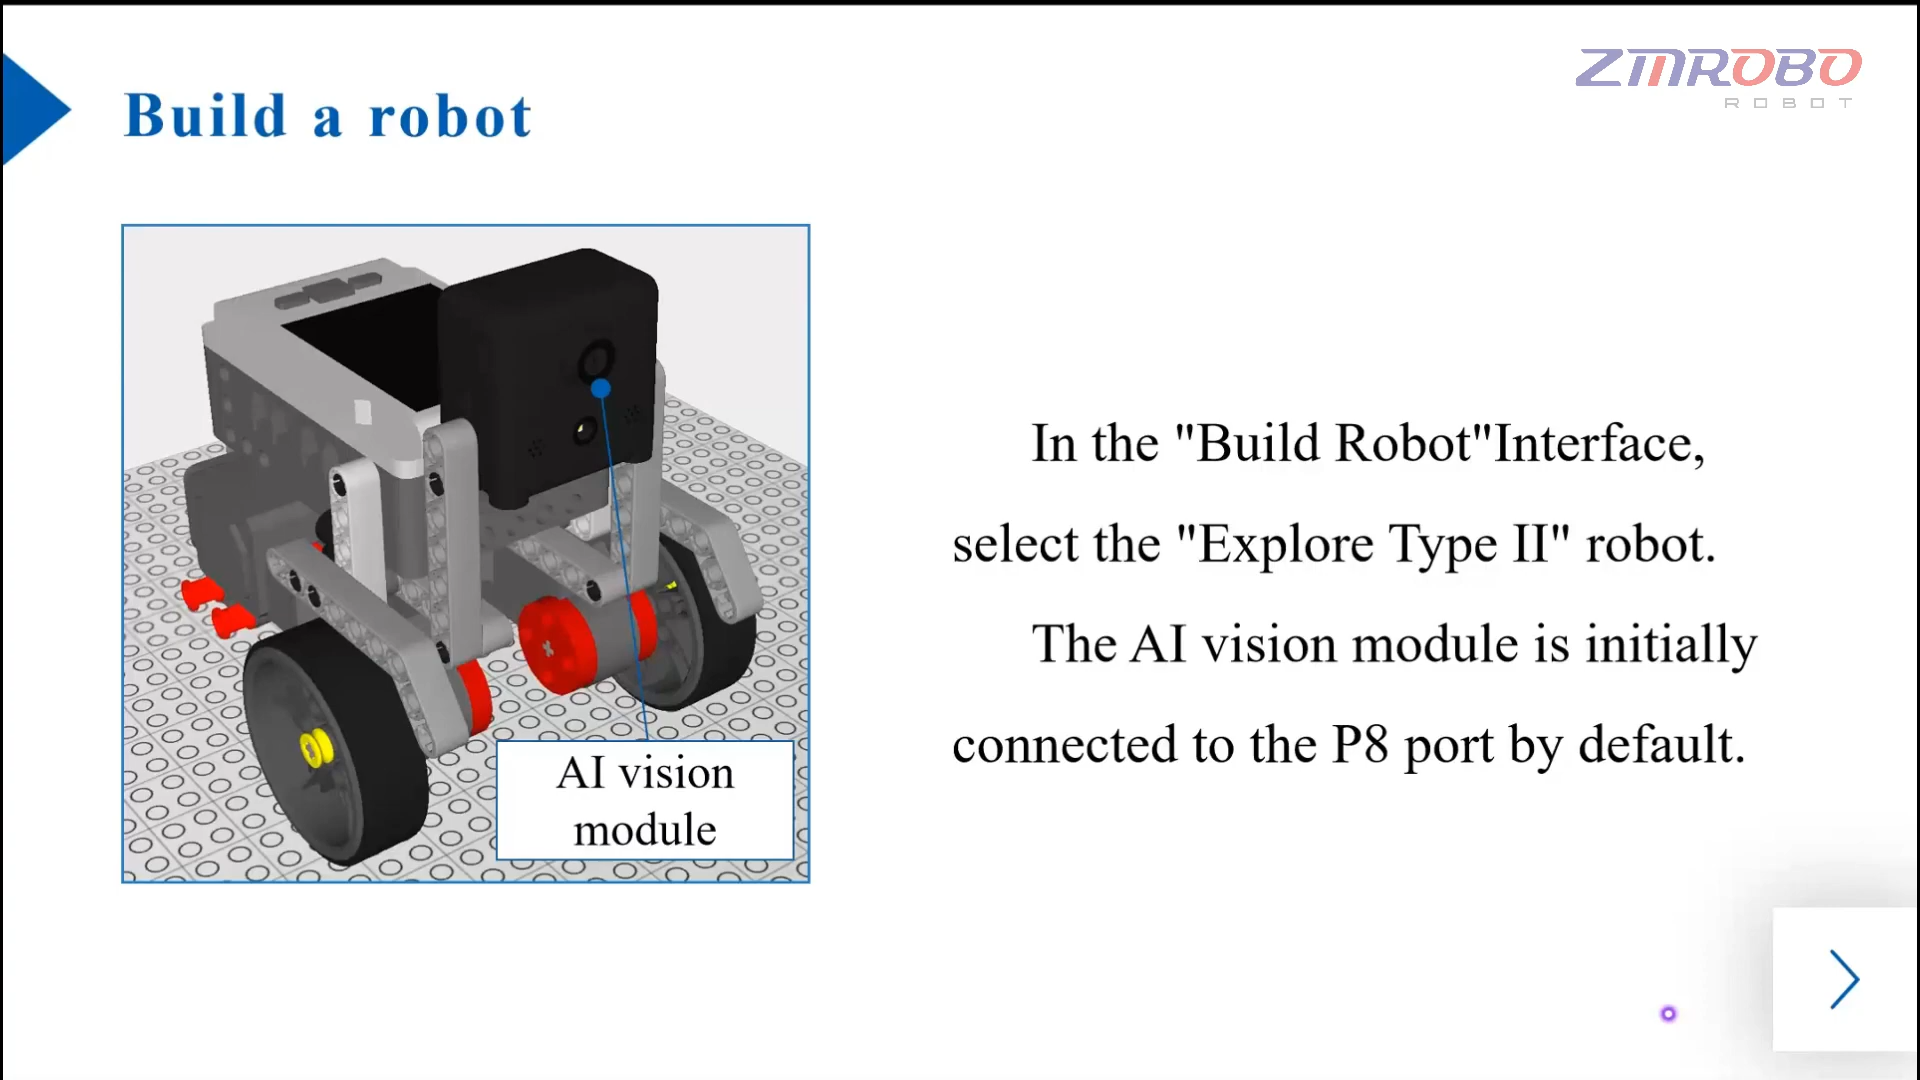 ZMROBO
ROBOT
Build a robot
AI vision
module
In the "Build Robot"Interface,
select the "Explore Type II" robot.
The AI vision module is initially
connected to the P8 port by default.